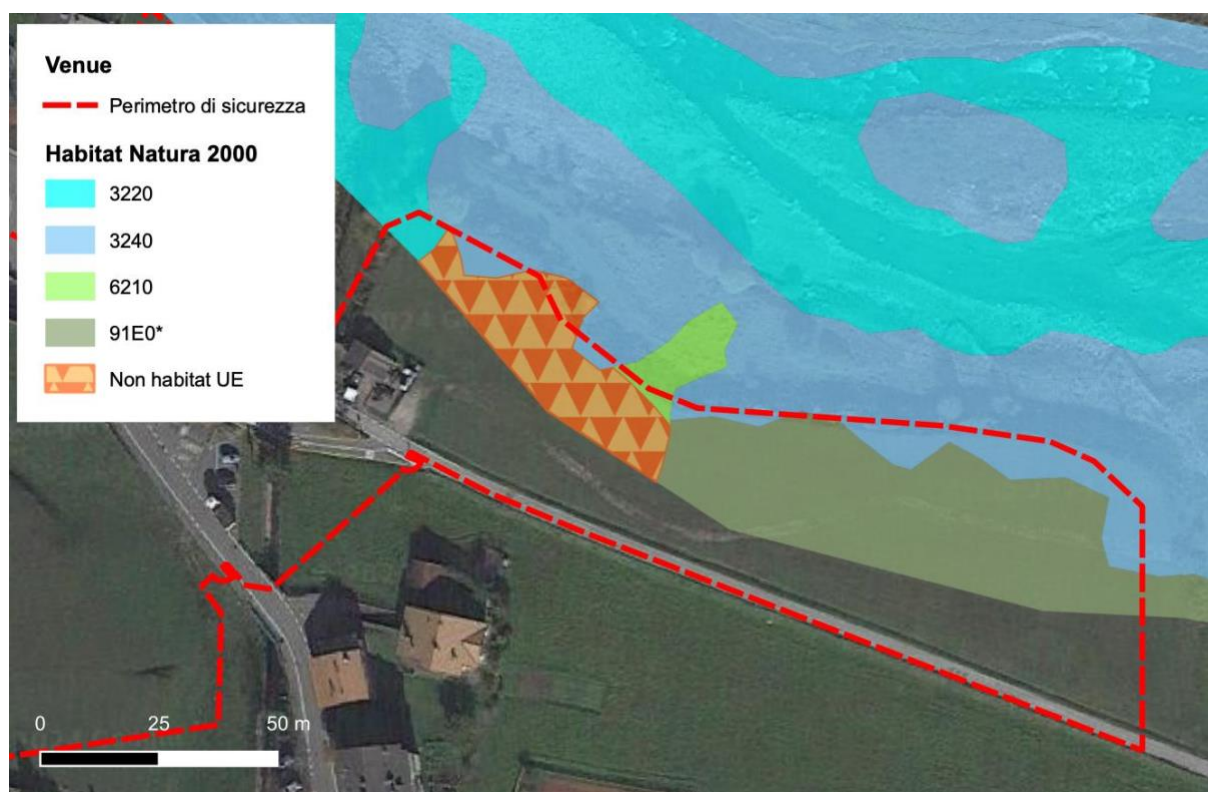 Venue
Perimetro di sicurezza
Habitat Natura 2000
3220
3240
6210
91E0*
Non habitat UE
0
25
50 m